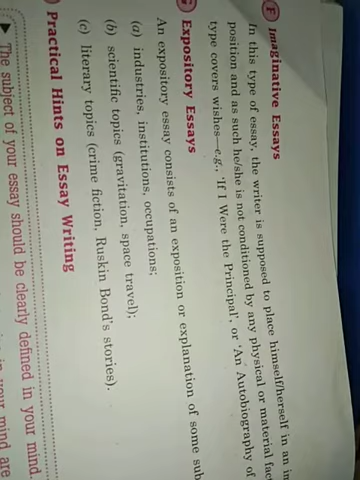 F Imaginative Essays
In this type of essay, the writer is supposed to place himself/herself in an
position and as such he/she is not conditioned by any physical or material
type covers wishes—e.g., 'If I Were the Principal', or 'An Autobiography of
G Expository Essays
An expository essay consists of an exposition or explanation of some
(a) industries, institutions, occupations;
(b) scientific topics (gravitation, space travel);
(c) literary topics (crime fiction, Ruskin Bond's stories).
Practical Hints on Essay Writing
▶ The subject of your essay should be clearly defined in your mind.
in your mind are